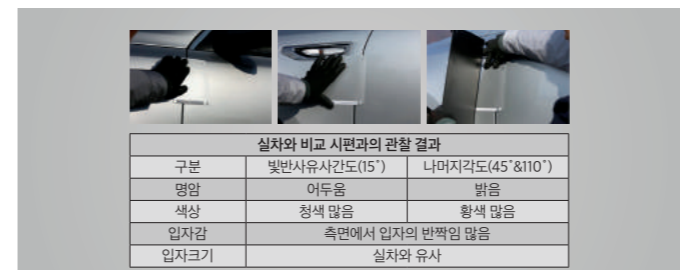 실차와 비교 시편과의 관찰 결과
구분 빛반사유사간도(15˚) 나머지각도(45˚&110˚)
명암 어두움 밝음
색상 청색 많음 황색 많음
입자감 측면에서 입자의 반짝임 많음
입자크기 실차와 유사